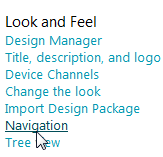 Look and Feel
Design Manager
Title, description, and logo
Device Channels
Change the look
Import Design Package
Navigation
Tree